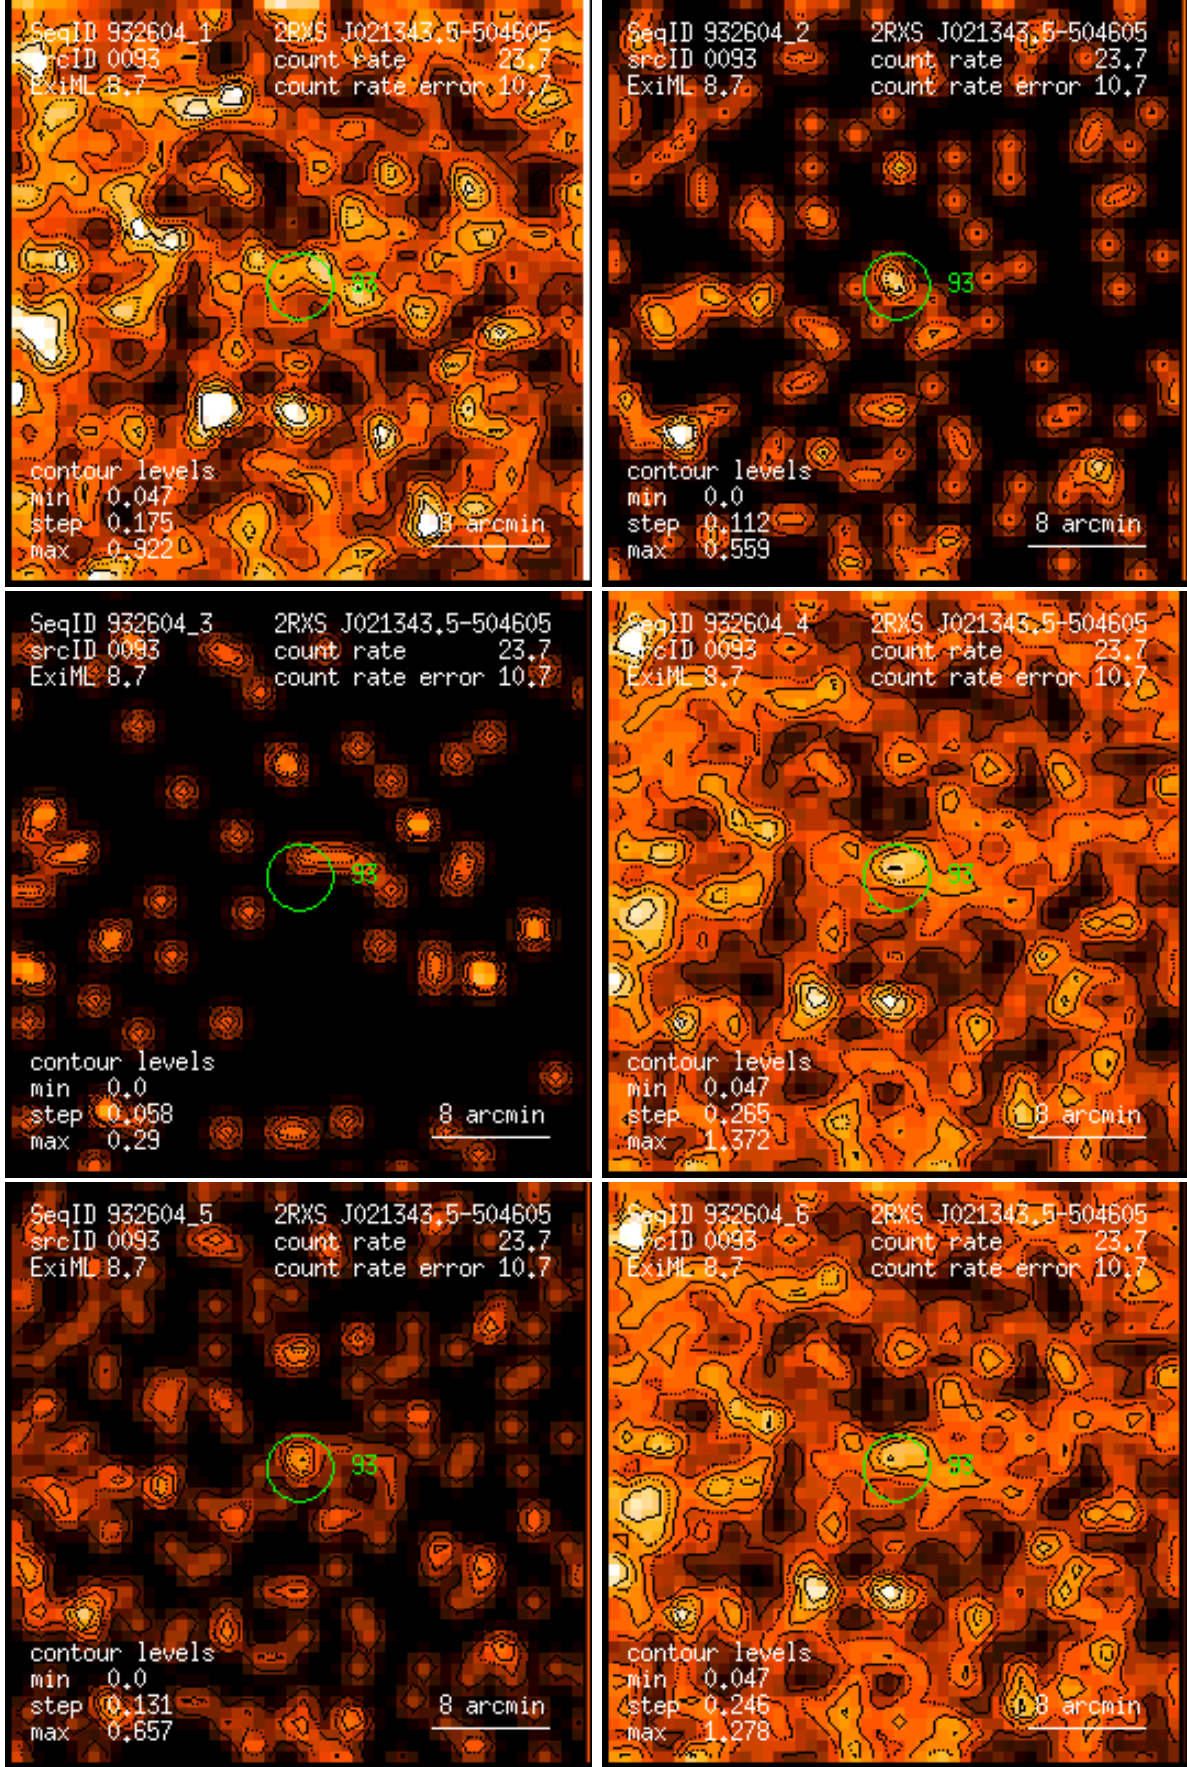 SeqID 932604_1 2RXS J021343.5-504605
srcID 0093 count rate 23.7
ExiML 8.7 count rate error 10.7
93
contour levels
min 0.047
step 0.175
max 0.922
8 arcmin
SeqID 932604_2 2RXS J021343.5-504605
srcID 0093 count rate 23.7
ExiML 8.7 count rate error 10.7
93
contour levels
min 0.0
step 0.112
max 0.559
8 arcmin
SeqID 932604_3 2RXS J021343.5-504605
srcID 0093 count rate 23.7
ExiML 8.7 count rate error 10.7
93
contour levels
min 0.0
step 0.058
max 0.29
8 arcmin
SeqID 932604_4 2RXS J021343.5-504605
srcID 0093 count rate 23.7
ExiML 8.7 count rate error 10.7
93
contour levels
min 0.047
step 0.265
max 1.372
8 arcmin
SeqID 932604_5 2RXS J021343.5-504605
srcID 0093 count rate 23.7
ExiML 8.7 count rate error 10.7
93
contour levels
min 0.0
step 0.131
max 0.657
8 arcmin
SeqID 932604_6 2RXS J021343.5-504605
srcID 0093 count rate 23.7
ExiML 8.7 count rate error 10.7
93
contour levels
min 0.047
step 0.246
max 1.278
8 arcmin